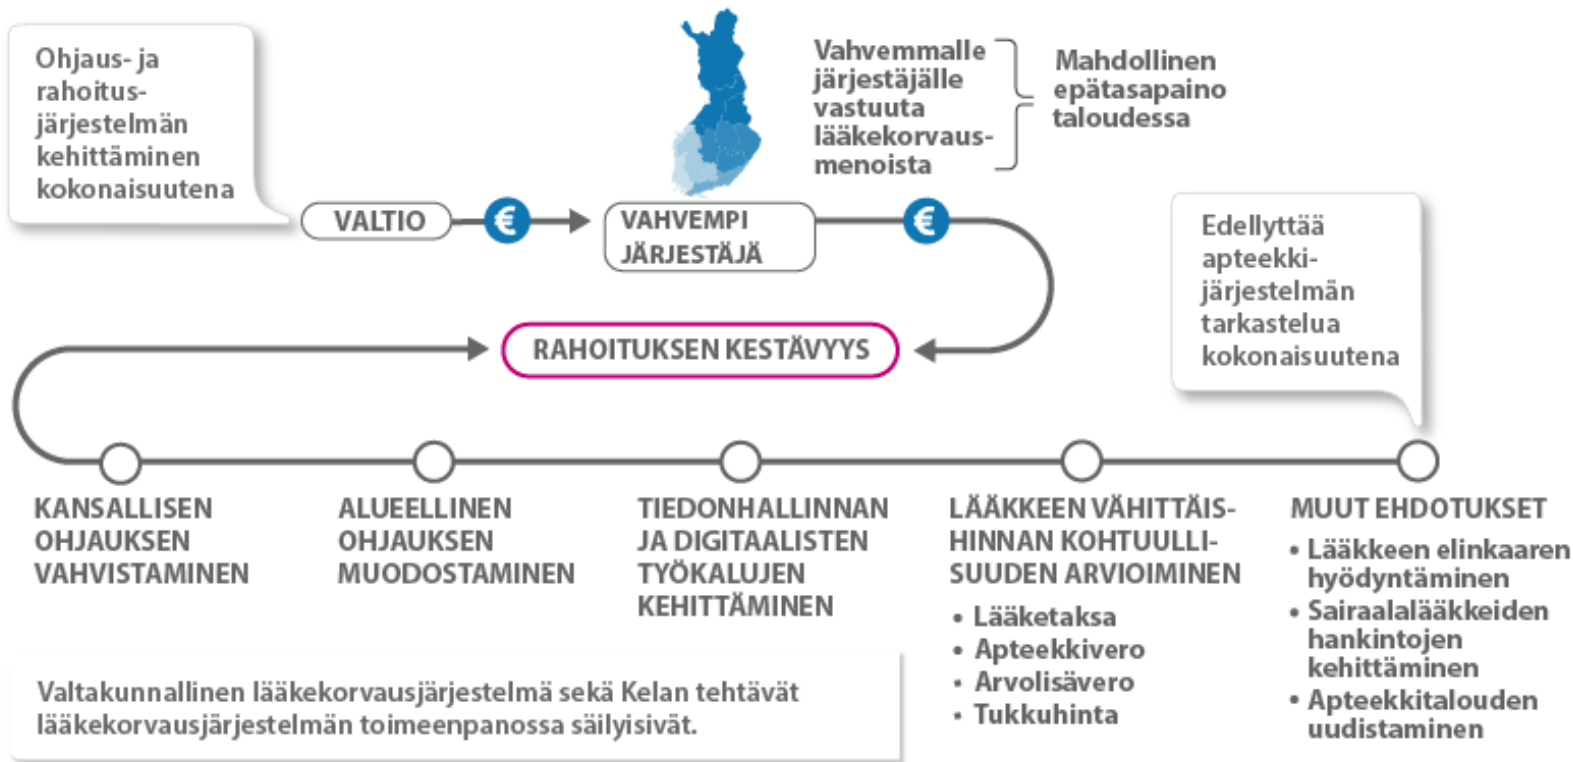 Ohjaus- ja
rahoitus-
järjestelmän
kehittäminen
kokonaisuutena
Vahvemmalle
järjestäjälle
vastuuta
lääkekorvaus-
menoista
Mahdollinen
epätasapaino
taloudessa
VALTIO
€
VAHVEMPI
JÄRJESTÄJÄ
€
Edellyttää
apteekki-
järjestelmän
tarkastelua
kokonaisuutena
RAHOITUKSEN KESTÄVYYS
KANSALLISEN
OHJAUKSEN
VAHVISTAMINEN
ALUEELLINEN
OHJAUKSEN
MUODOSTAMINEN
TIEDONHALLINNAN
JA DIGITAALISTEN
TYÖKALUJEN
KEHITTÄMINEN
LÄÄKKEEN VÄHITTÄIS-
HINNAN KOHTUULLI-
SUUDEN ARVIOIMINEN
• Lääketaksa
• Apteekkivero
• Arvolisävero
• Tukkuhinta
MUUT EHDOTUKSET
• Lääkkeen elinkaaren
hyödyntäminen
• Sairaalalääkkeiden
hankintojen
kehittäminen
• Apteekkitalouden
uudistaminen
Valtakunnallinen lääkekorvausjärjestelmä sekä Kelan tehtävät
lääkekorvausjärjestelmän toimeenpanossa säilyisivät.